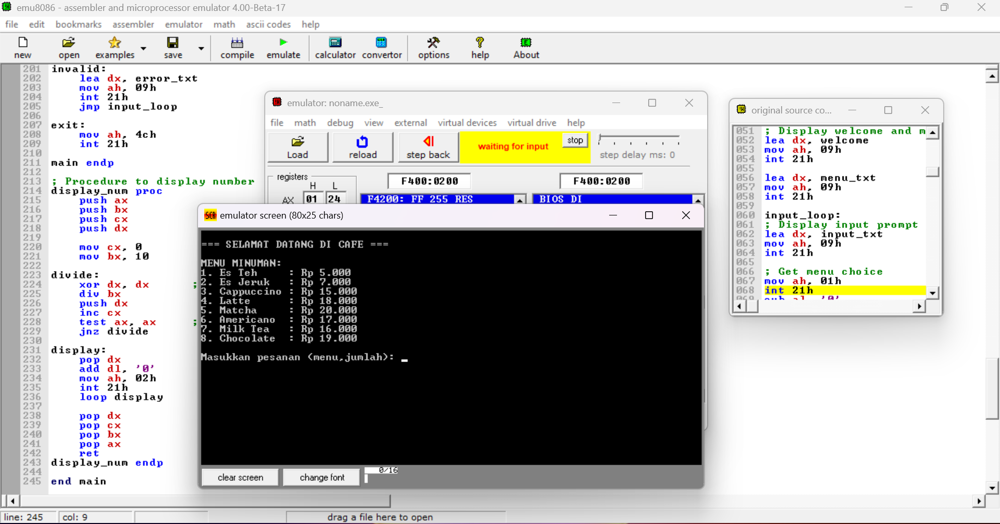 emu8086 - assembler and microprocessor emulator 4.00-Beta-17
file edit bookmarks assembler emulator math ascii codes help
new open examples save compile emulate calculator convertor options help About
201 invalid:
202 lea dx, error_txt
203 mov ah, 09h
204 int 21h
205 jmp input_loop
206
207 exit:
208 mov ah, 4ch
209 int 21h
210
211 main endp
212
213 ; Procedure to display number
214 display_num proc
215 push ax
216 push bx
217 push cx
218 push dx
219
220 mov cx, 0
221 mov bx, 10
222
223 divide:
224 xor dx, dx ;
225 div bx
226 push dx
227 inc cx
228 test ax, ax ;
229 jnz divide
230
231 display:
232 pop dx
233 add dl, '0'
234 mov ah, 02h
235 int 21h
236 loop display
237
238 pop dx
239 pop cx
240 pop bx
241 pop ax
242 ret
243 display_num endp
244
245 end main
line: 245 col: 9 drag a file here to open
emulator: noname.exe_
file math debug view external virtual devices virtual drive help
Load reload step back waiting for input stop step delay ms: 0
registers F400:0200 F400:0200
H L
AX 01 24 F4200: FF 255 RES BIOS DI
SCR emulator screen (80x25 chars)
=== SELAMAT DATANG DI CAFE ===
MENU MINUMAN:
1. Es Teh : Rp 5.000
2. Es Jeruk : Rp 7.000
3. Cappuccino : Rp 15.000
4. Latte : Rp 18.000
5. Matcha : Rp 20.000
6. Americano : Rp 17.000
7. Milk Tea : Rp 16.000
8. Chocolate : Rp 19.000
Masukkan pesanan (menu,jumlah): _
clear screen change font 0/16
original source co...
051 ; Display welcome and m
052 lea dx, welcome
053 mov ah, 09h
054 int 21h
055
056 lea dx, menu_txt
057 mov ah, 09h
058 int 21h
059
060 input_loop:
061 ; Display input prompt
062 lea dx, input_txt
063 mov ah, 09h
064 int 21h
065
066 ; Get menu choice
067 mov ah, 01h
068 int 21h
069 sub al, '0'